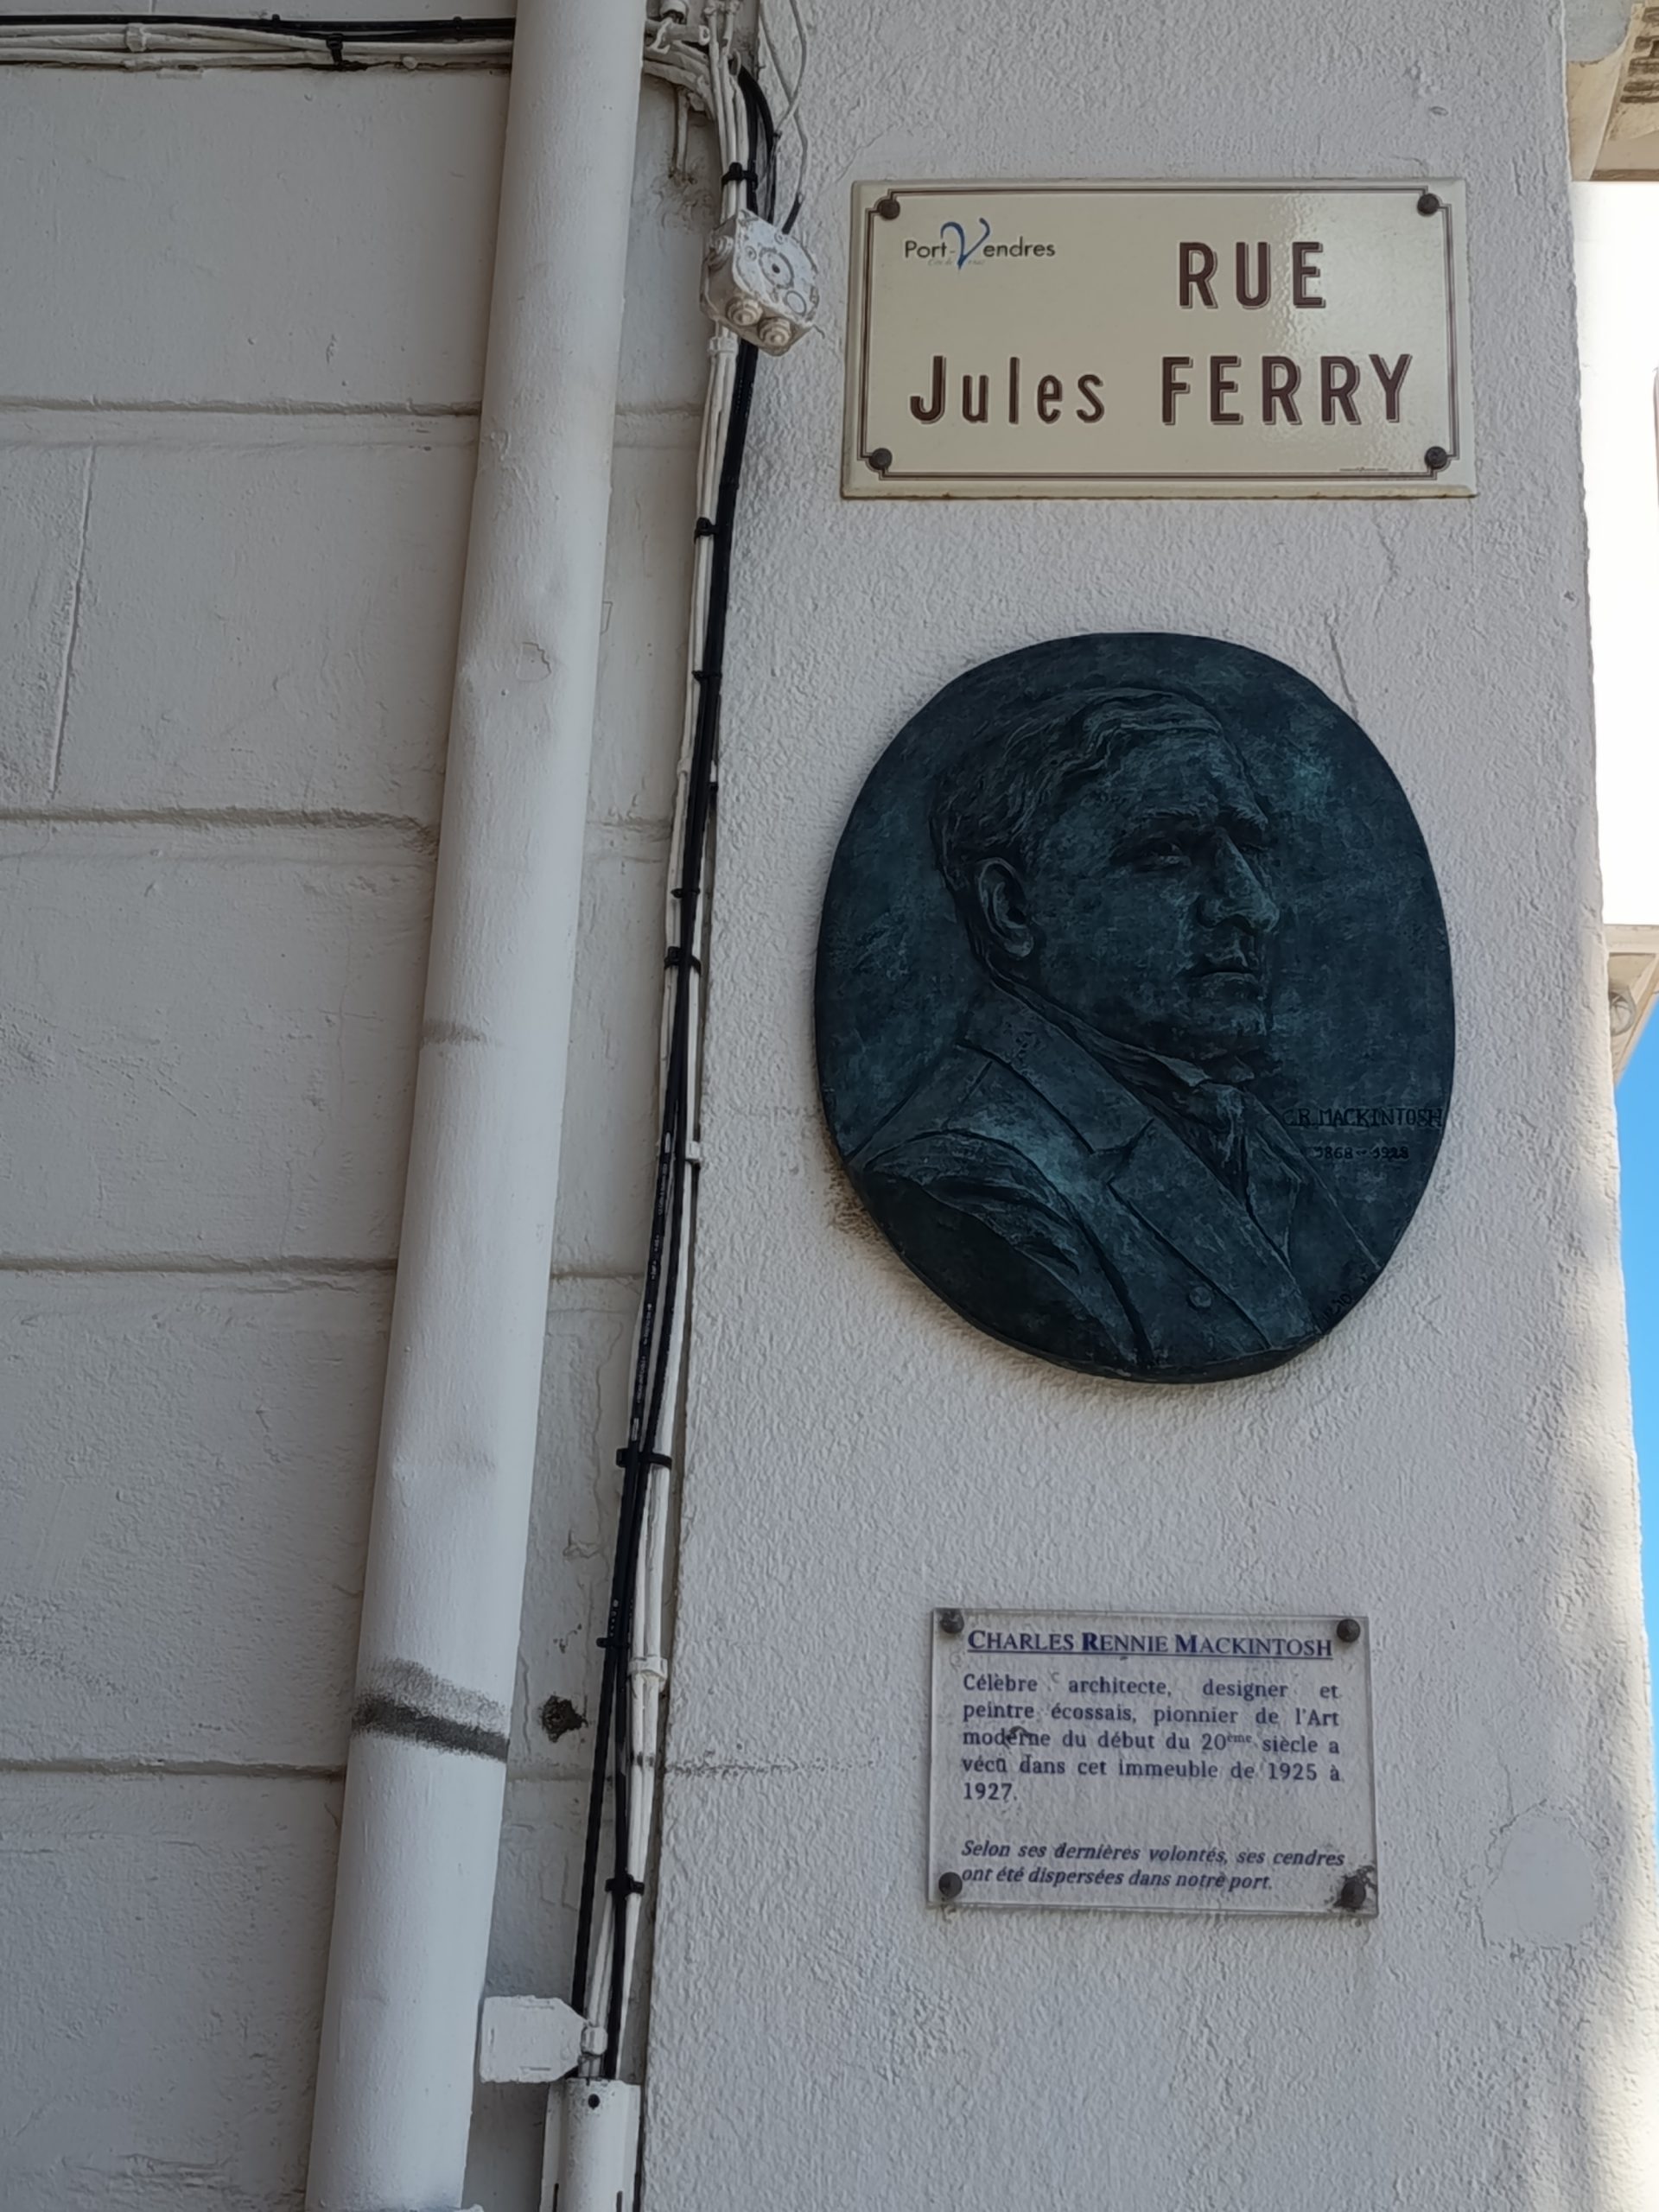 Port-Vendres
RUE
Jules FERRY
C.R. MACKINTOSH
1868-1928
CHARLES RENNIE MACKINTOSH
Célèbre architecte, designer et
peintre écossais, pionnier de l'Art
moderne du début du 20ème siècle a
vécu dans cet immeuble de 1925 à
1927.
Selon ses dernières volontés, ses cendres
ont été dispersées dans notre port.